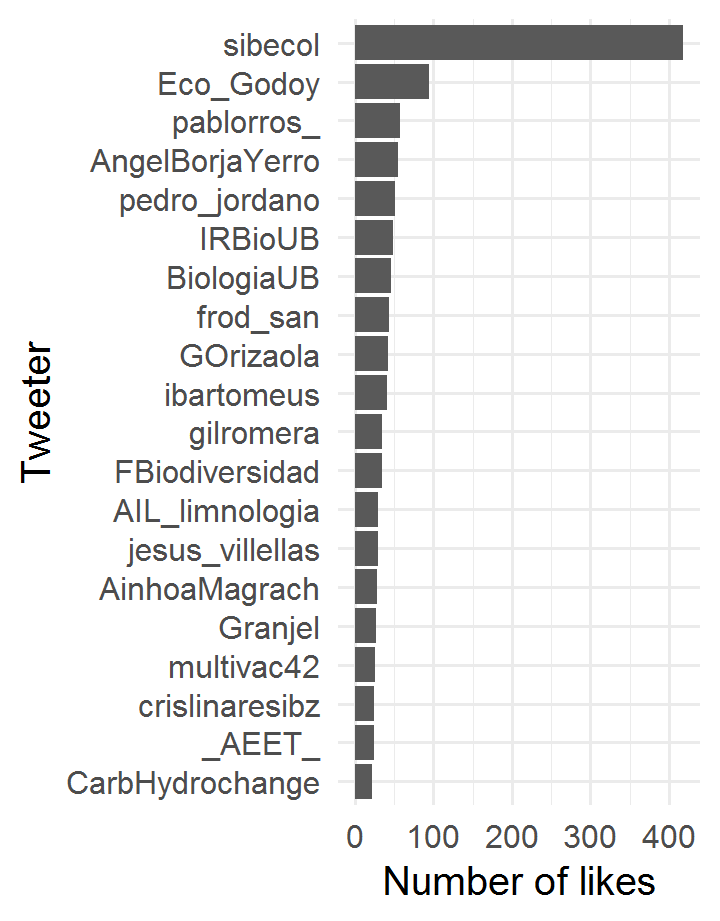 sibecol
Eco_Godoy
pablorros_
AngelBorjaYerro
pedro_jordano
IRBioUB
BiologiaUB
frod_san
GOrizaola
ibartomeus
gilromera
FBiodiversidad
AIL_limnologia
jesus_villellas
AinhoaMagrach
Granjel
multivac42
crislinaresibz
_AEET_
CarbHydrochange
Tweeter
0 100 200 300 400
Number of likes